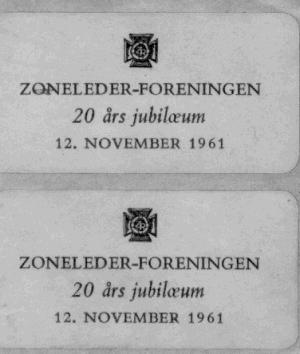 ZONELEDER-FORENINGEN
20 års jubilæum
12. NOVEMBER 1961
ZONELEDER-FORENINGEN
20 års jubilæum
12. NOVEMBER 1961